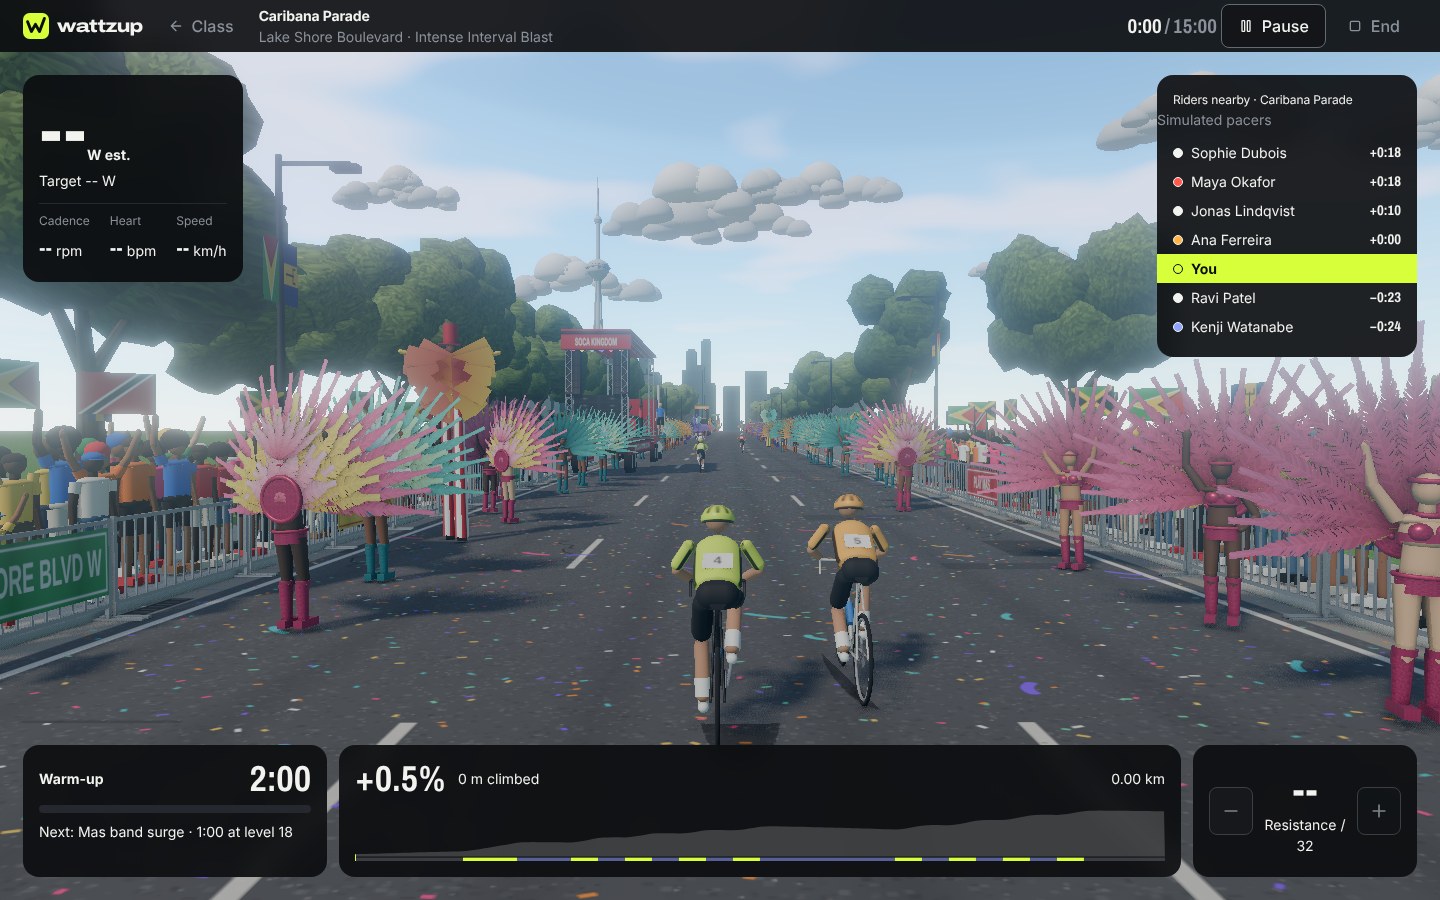 wattzup
Class
Caribana Parade
Lake Shore Boulevard · Intense Interval Blast
0:00 / 15:00
Pause
End
--
W est.
Target -- W
Cadence Heart Speed
-- rpm -- bpm -- km/h
Riders nearby · Caribana Parade
Simulated pacers
Sophie Dubois +0:18
Maya Okafor +0:18
Jonas Lindqvist +0:10
Ana Ferreira +0:00
You
Ravi Patel −0:23
Kenji Watanabe −0:24
SOCA KINGDOM
ORE BLVD W
4
5
Warm-up 2:00
Next: Mas band surge · 1:00 at level 18
+0.5% 0 m climbed 0.00 km
--
Resistance /
32